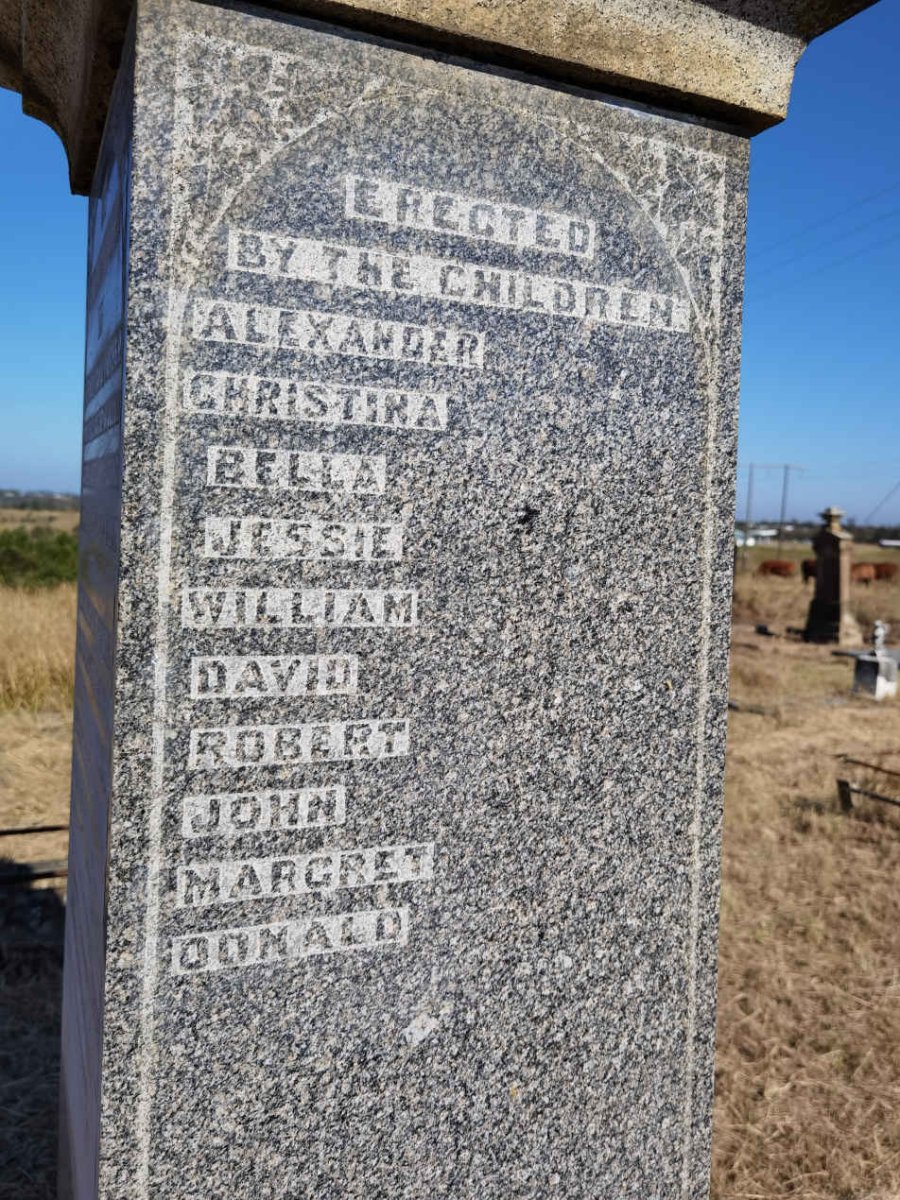 ERECTED
BY THE CHILDREN
ALEXANDER
CHRISTINA
BELLA
JESSIE
WILLIAM
DAVID
ROBERT
JOHN
MARGRET
DONALD